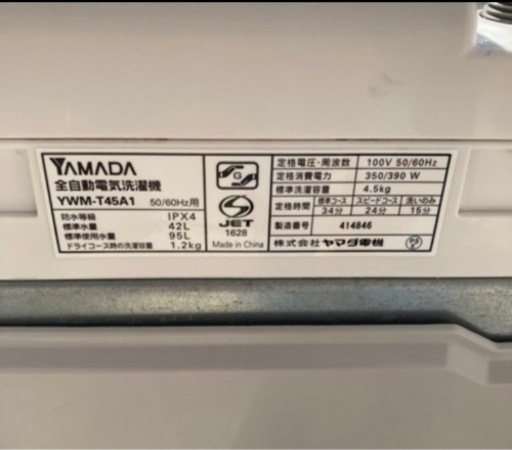 YAMADA
全自動電気洗濯機
YWM-T45A1 50/60Hz用
防水等級 IPX4
標準水量 42L
標準使用水量 95L
ドライコース時の洗濯容量 1.2kg
G
JET
1628
Made in China
定格電圧・周波数 100V 50/60Hz
定格消費電力 350/390 W
標準洗濯容量 4.5kg
定格時間 標準コース スピードコース 洗いのみ
34分 24分 15分
製造番号 414846
株式会社ヤマダ電機